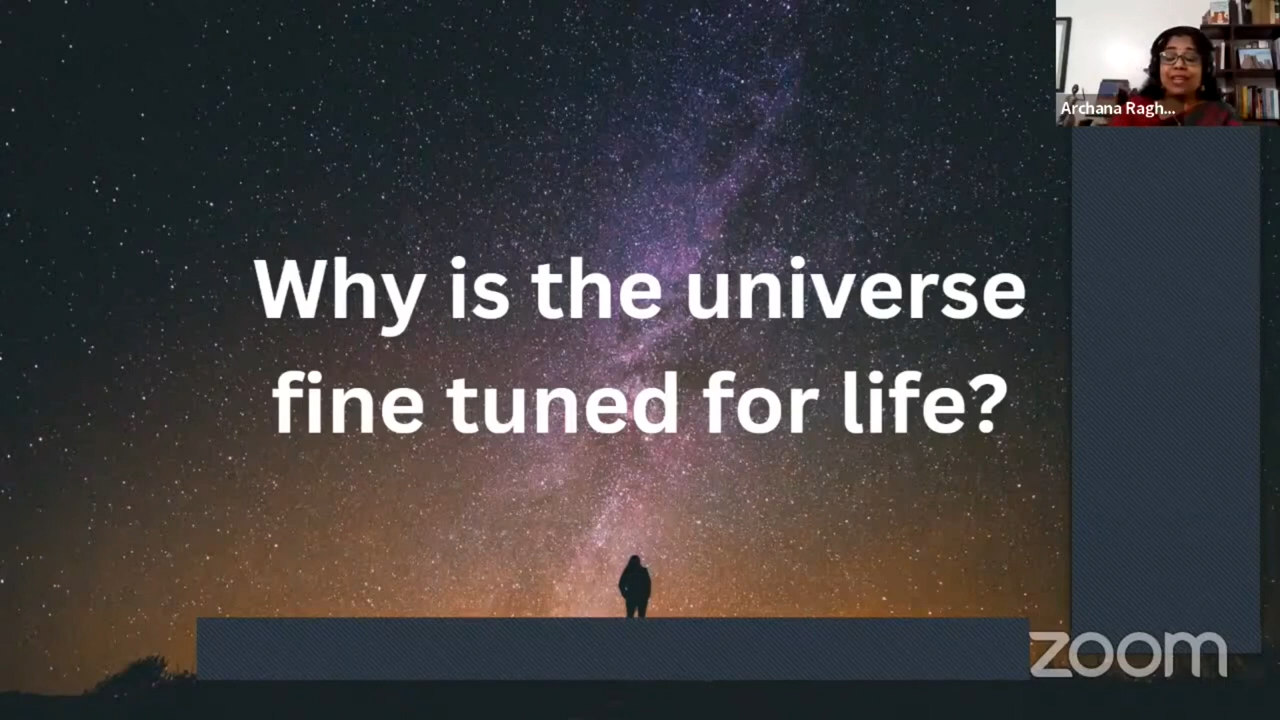 Archana Ragh...
Why is the universe
fine tuned for life?
zoom